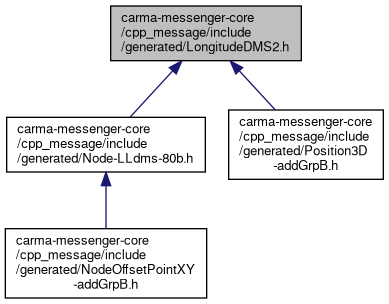 carma-messenger-core
/cpp_message/include
/generated/LongitudeDMS2.h
carma-messenger-core
/cpp_message/include
/generated/Node-LLdms-80b.h
carma-messenger-core
/cpp_message/include
/generated/Position3D
-addGrpB.h
carma-messenger-core
/cpp_message/include
/generated/NodeOffsetPointXY
-addGrpB.h